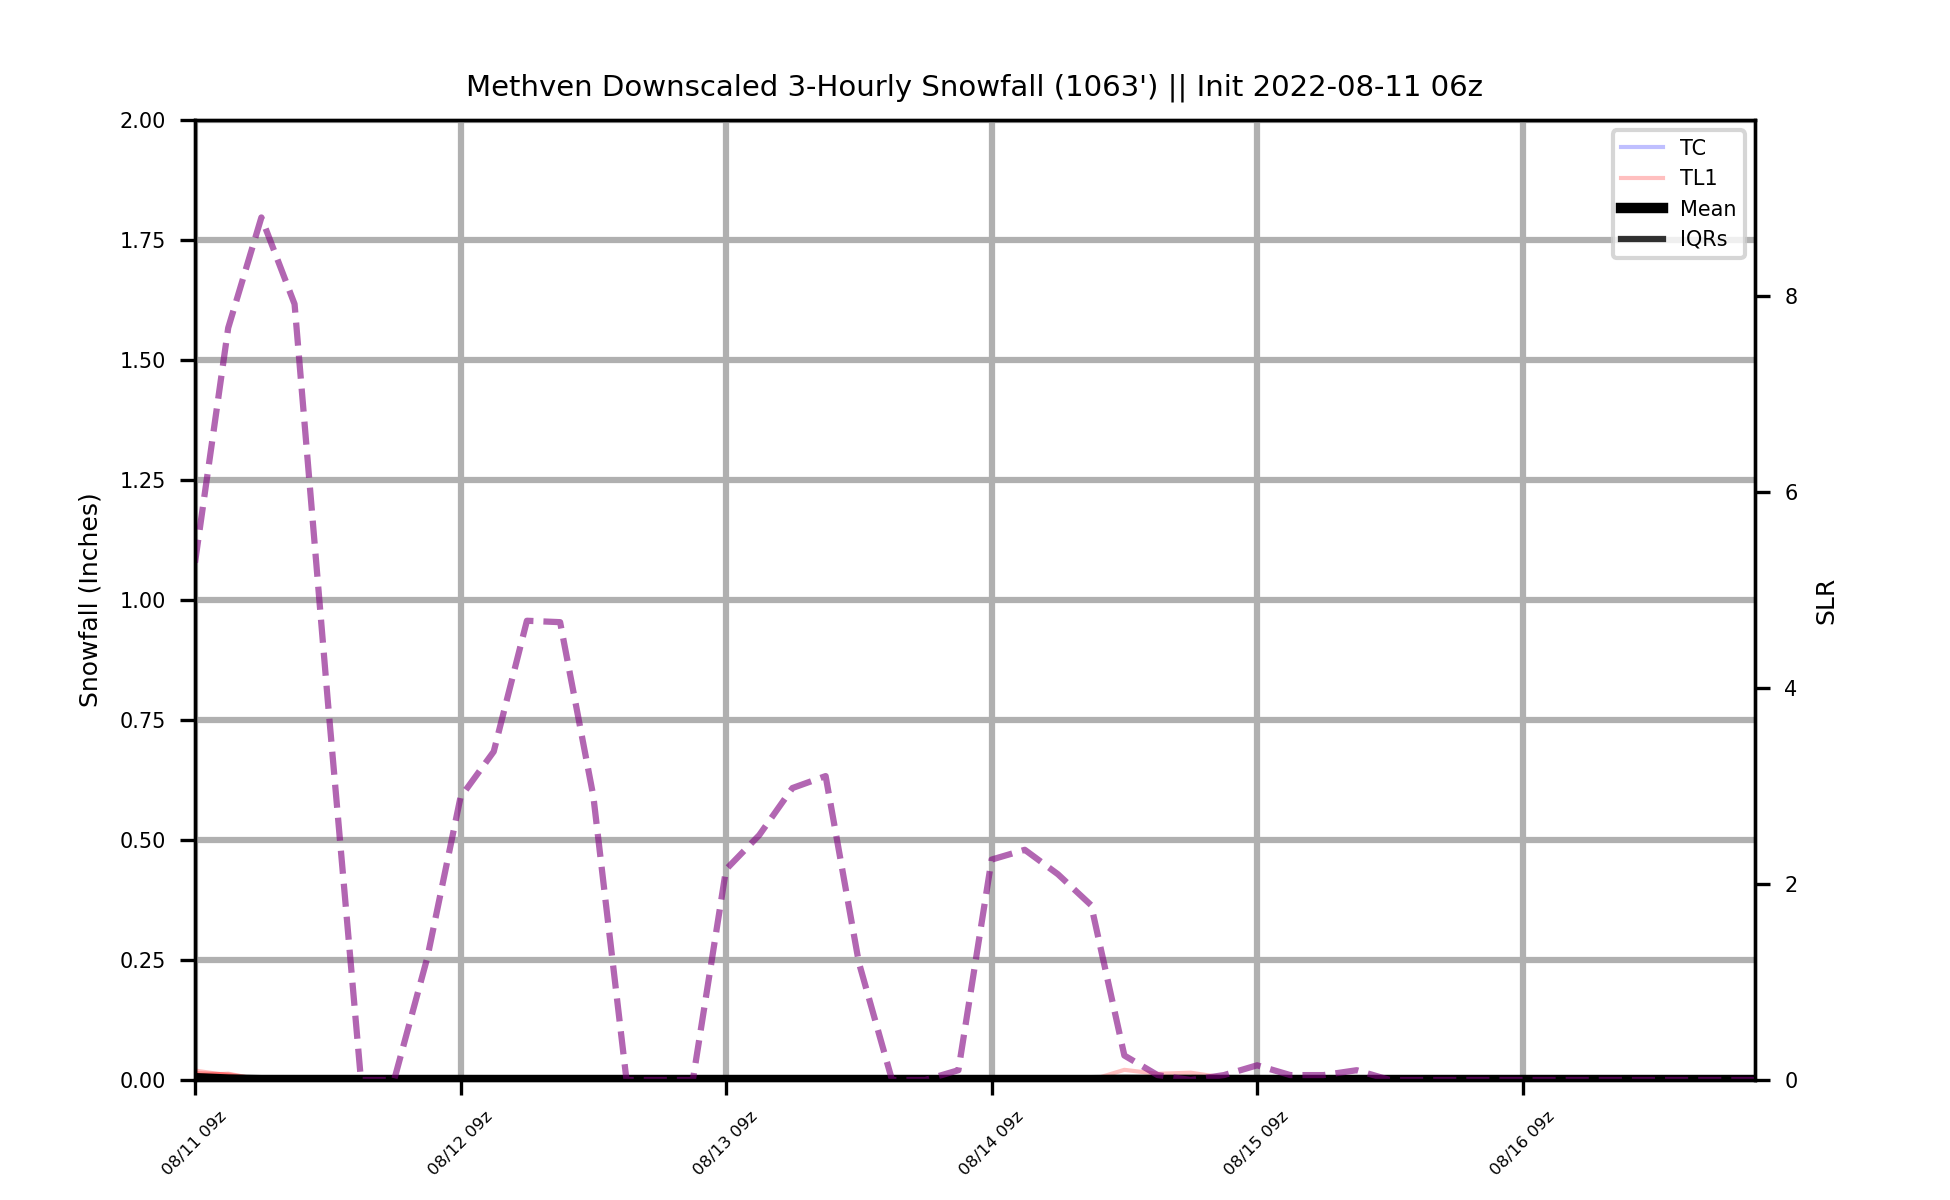 Methven Downscaled 3-Hourly Snowfall (1063') || Init 2022-08-11 06z
2.00
1.75
1.50
1.25
1.00
0.75
0.50
0.25
0.00
Snowfall (Inches)
TC
TL1
Mean
IQRs
8
6
4
2
0
SLR
08/11 09z
08/12 09z
08/13 09z
08/14 09z
08/15 09z
08/16 09z